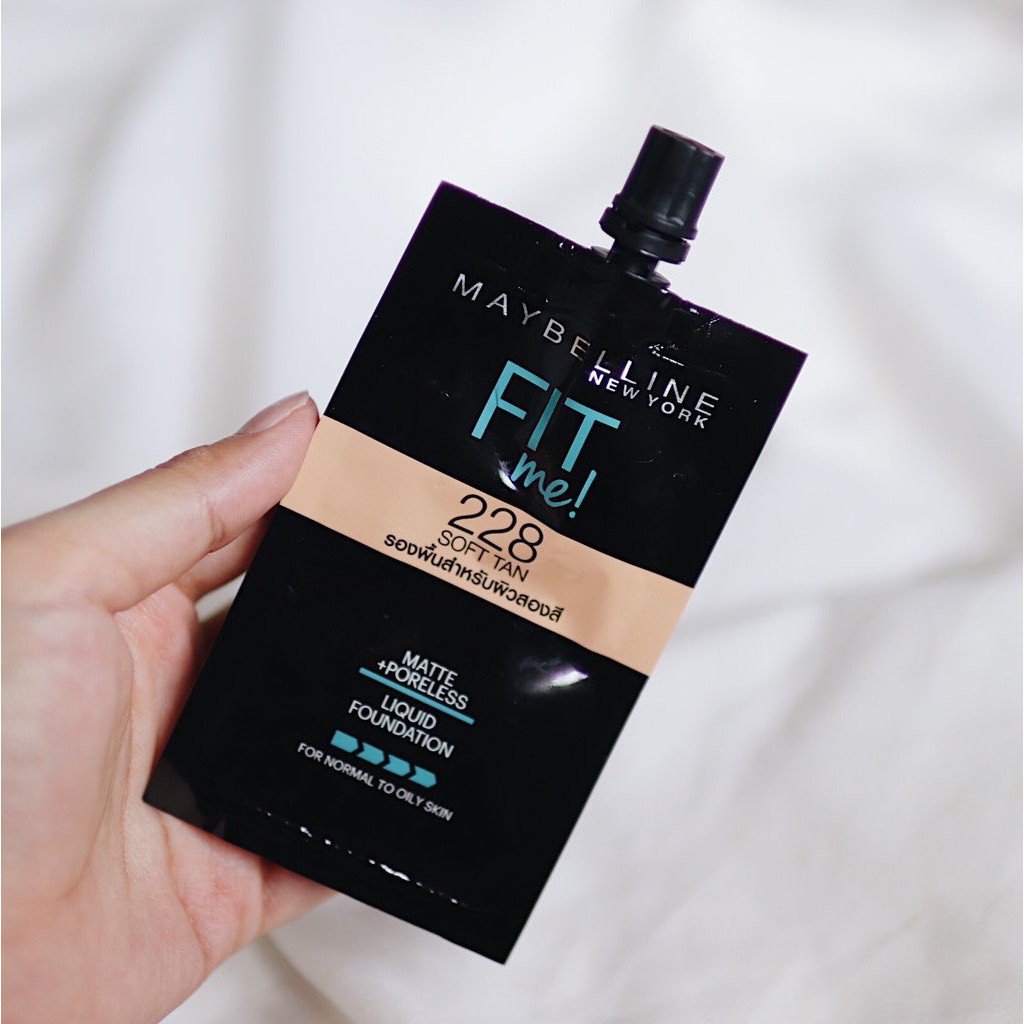 MAYBELLINE
NEW YORK
FIT
me!
228
SOFT TAN
รองพื้นสำหรับผิวสองสี
MATTE
+PORELESS
LIQUID
FOUNDATION
FOR NORMAL TO OILY SKIN